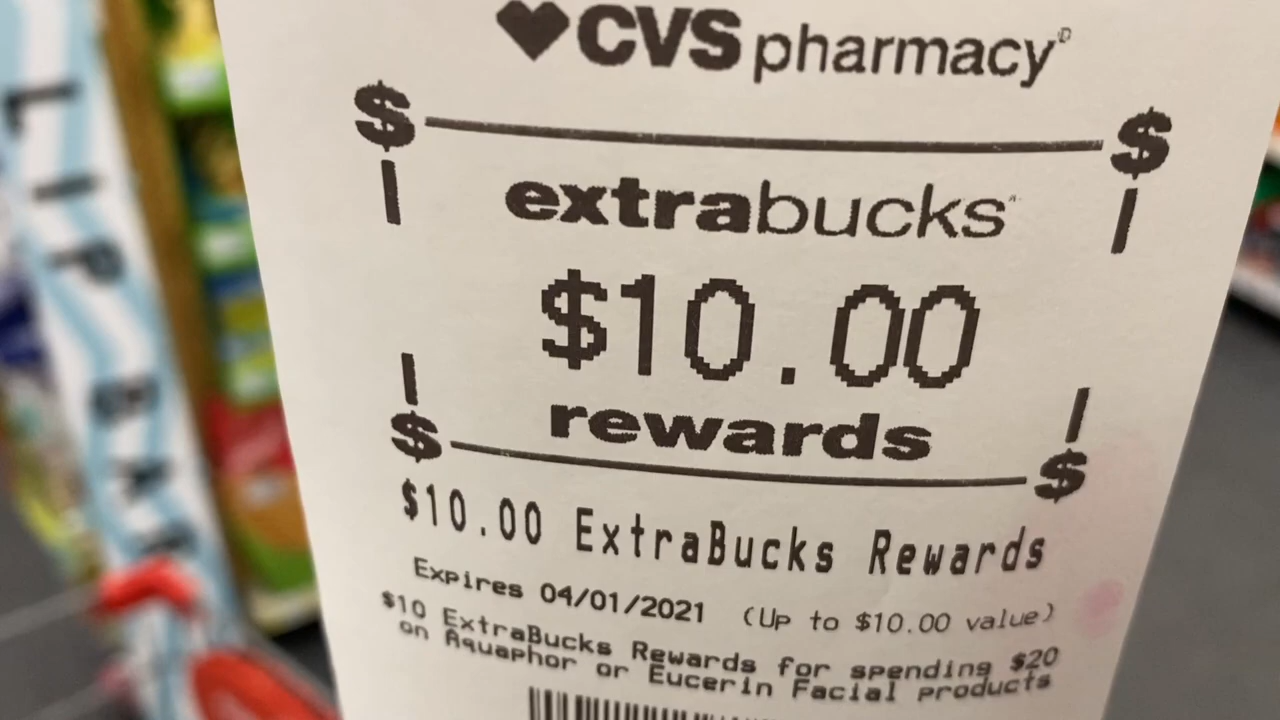 CVS pharmacy
$ $
extrabucks
$10.00
rewards
$ $
$10.00 ExtraBucks Rewards
Expires 04/01/2021 (Up to $10.00 value)
$10 ExtraBucks Rewards for spending $20
on Aquaphor or Eucerin Facial products
LIP